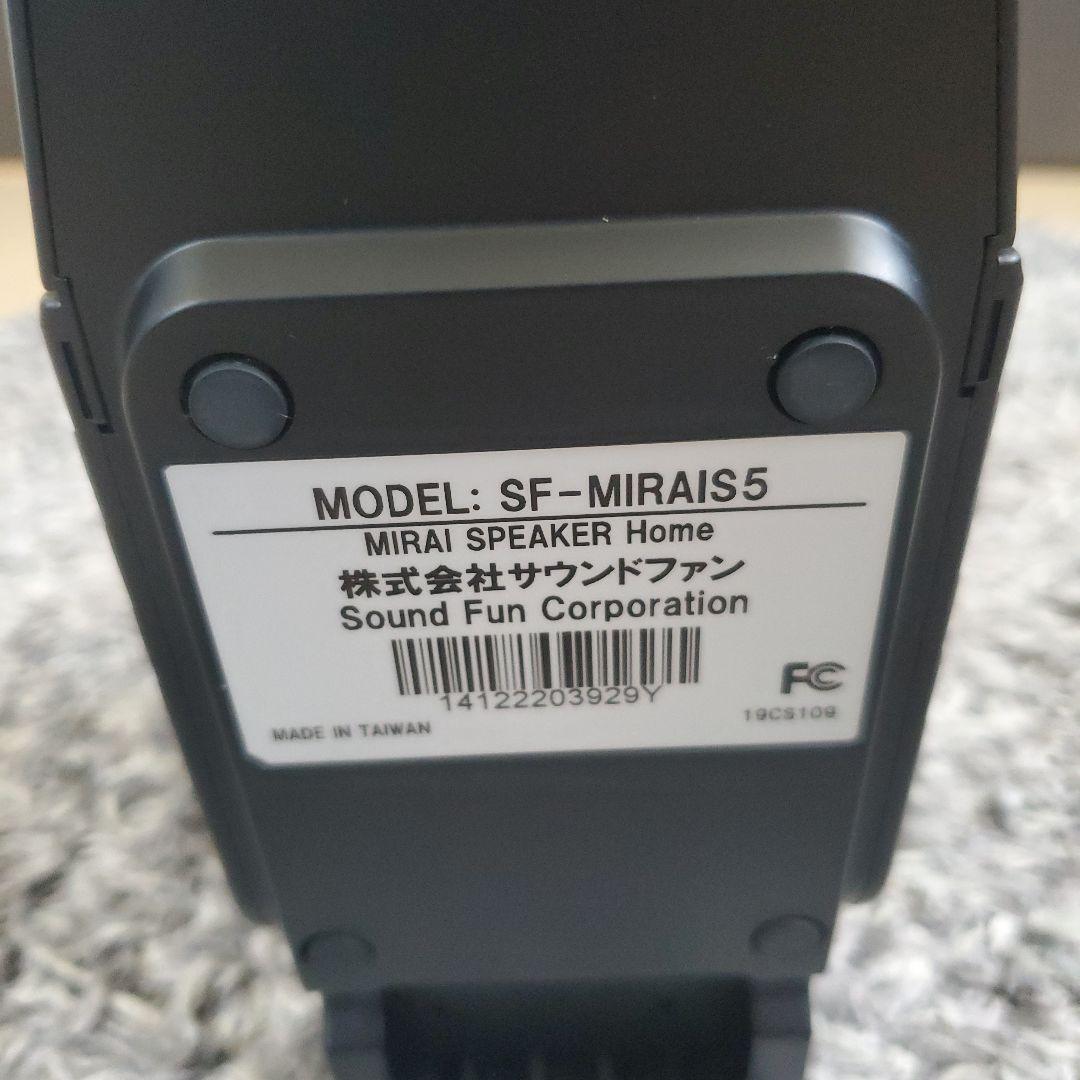 MODEL: SF-MIRAIS5
MIRAI SPEAKER Home
株式会社サウンドファン
Sound Fun Corporation
14122203929Y
FC
MADE IN TAIWAN
19CS109